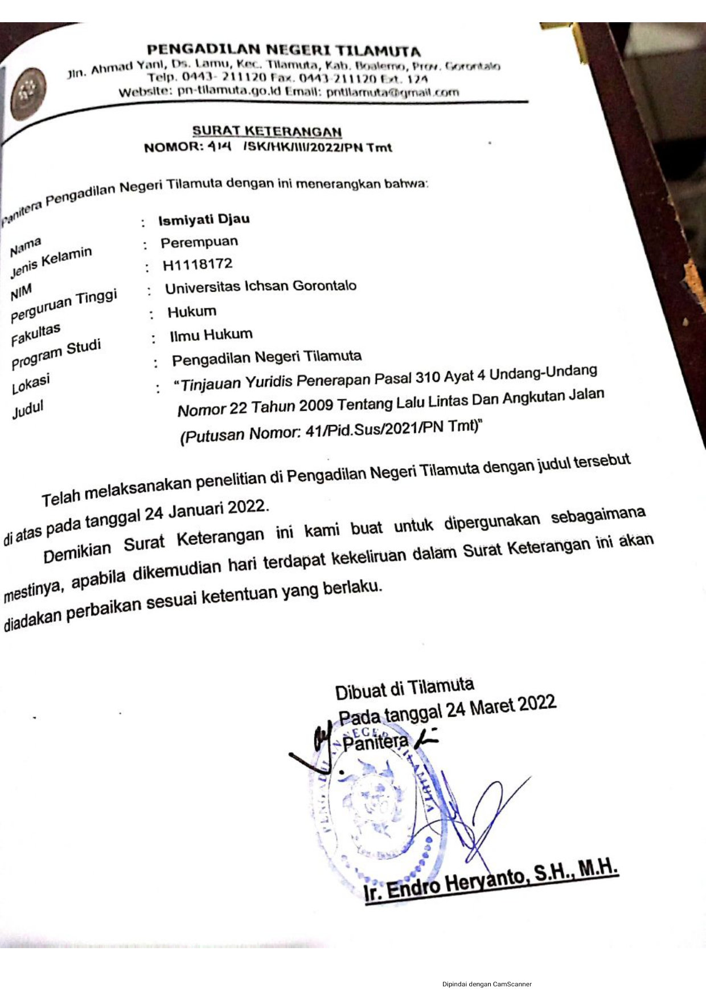 PENGADILAN NEGERI TILAMUTA
Jln. Ahmad Yani, Ds. Lamu, Kec. Tilamuta, Kab. Boalemo, Prov. Gorontalo
Telp. 0443- 211120 Fax. 0443-211120 Ext. 124
Website: pn-tilamuta.go.id Email: pntilamuta@gmail.com
SURAT KETERANGAN
NOMOR: 414 /SK/HK/III/2022/PN Tmt
Panitera Pengadilan Negeri Tilamuta dengan ini menerangkan bahwa:
Nama : Ismiyati Djau
Jenis Kelamin : Perempuan
NIM : H1118172
Perguruan Tinggi : Universitas Ichsan Gorontalo
Fakultas : Hukum
Program Studi : Ilmu Hukum
Lokasi : Pengadilan Negeri Tilamuta
Judul : “Tinjauan Yuridis Penerapan Pasal 310 Ayat 4 Undang-Undang
Nomor 22 Tahun 2009 Tentang Lalu Lintas Dan Angkutan Jalan
(Putusan Nomor: 41/Pid.Sus/2021/PN Tmt)”
Telah melaksanakan penelitian di Pengadilan Negeri Tilamuta dengan judul tersebut
di atas pada tanggal 24 Januari 2022.
Demikian Surat Keterangan ini kami buat untuk dipergunakan sebagaimana
mestinya, apabila dikemudian hari terdapat kekeliruan dalam Surat Keterangan ini akan
diadakan perbaikan sesuai ketentuan yang berlaku.
Dibuat di Tilamuta
Pada tanggal 24 Maret 2022
Panitera
PENGADILAN NEGERI TILAMUTA
Ir. Endro Heryanto, S.H., M.H.
Dipindai dengan CamScanner